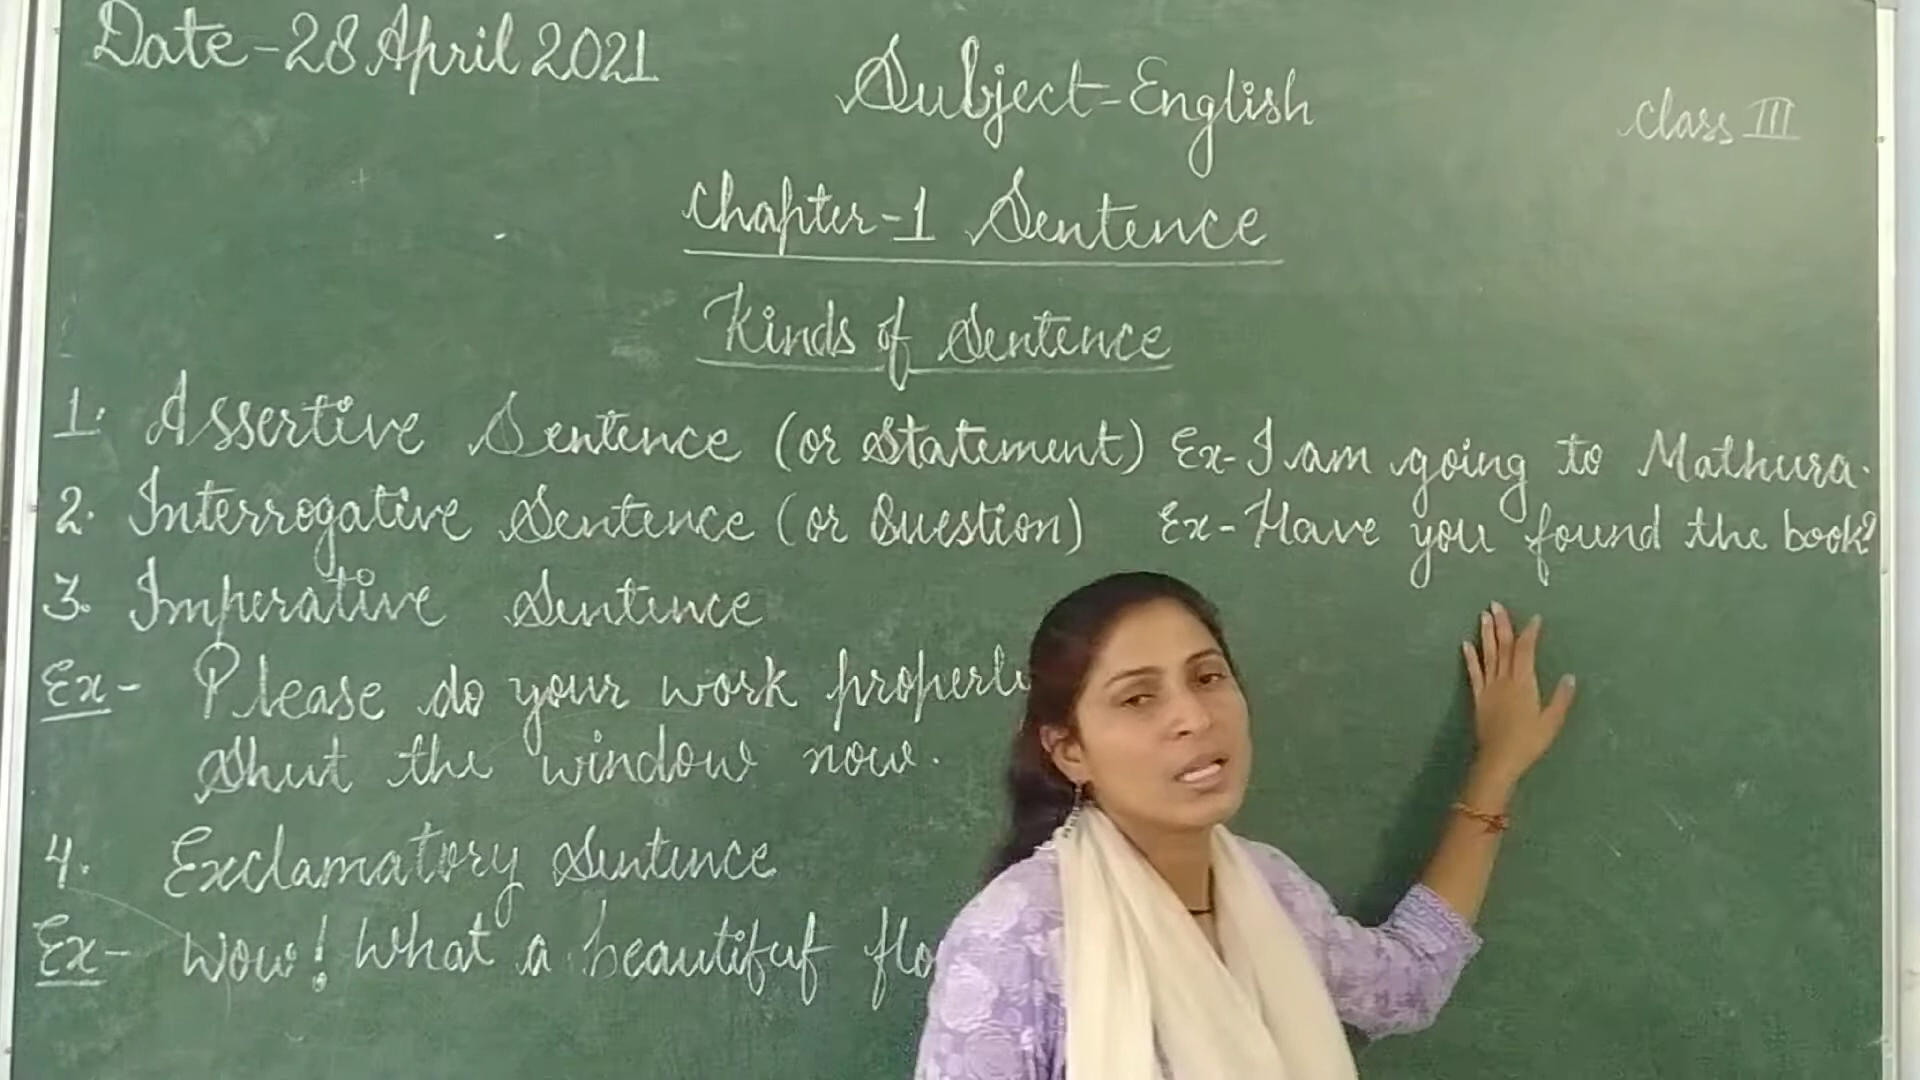 Date-28 April 2021
Subject-English
Class III
Chapter-1 Sentence
Kinds of Sentence
1. Assertive Sentence (or Statement) Ex-I am going to Mathura.
2. Interrogative Sentence (or Question) Ex-Have you found the book?
3. Imperative Sentence
Ex- Please do your work
Shut the window now.
4. Exclamatory Sentence
Ex- Wow! What a beautiful